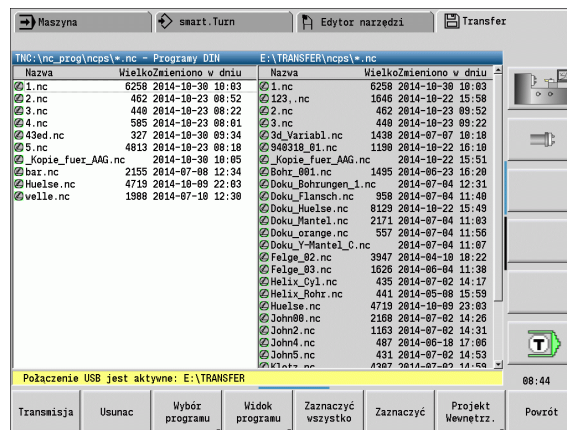 Maszyna smart.Turn Edytor narzędzi Transfer
TNC:\nc_prog\ncps\*.nc - Programy DIN
Nazwa WielkoZmieniono w dniu
1.nc 6258 2014-10-30 10:03
2.nc 462 2014-10-23 08:52
3.nc 440 2014-10-23 08:22
4.nc 505 2014-10-23 08:01
43ed.nc 327 2014-10-30 09:34
5.nc 4813 2014-10-23 08:18
_Kopie_fuer_AAG.nc 2014-10-30 10:05
bar.nc 2155 2014-07-08 12:34
Huelse.nc 4719 2014-10-09 22:03
welle.nc 1988 2014-07-10 12:30
E:\TRANSFER\ncps\*.nc
Nazwa WielkoZmieniono w dniu
1.nc 6258 2014-10-30 10:03
123,.nc 1646 2014-10-22 15:58
2.nc 462 2014-10-23 09:52
3.nc 440 2014-10-23 09:22
3d_Variabl.nc 1438 2014-07-07 10:18
940318_01.nc 1190 2014-10-22 16:10
_Kopie_fuer_AAG.nc 2014-10-22 15:51
Bohr_001.nc 1495 2014-06-23 16:20
Doku_Bohrungen_1.nc 2014-07-04 12:31
Doku_Flansch.nc 958 2014-07-04 11:40
Doku_Huelse.nc 8129 2014-10-22 15:49
Doku_Mantel.nc 2171 2014-07-04 11:03
Doku_orange.nc 557 2014-07-04 11:56
Doku_Y-Mantel_C.nc 2014-07-04 11:07
Felge_02.nc 3947 2014-04-10 18:22
Felge_03.nc 1626 2014-06-04 11:38
Helix_Cyl.nc 435 2014-07-02 14:17
Helix_Rohr.nc 441 2014-05-08 15:59
Huelse.nc 4719 2014-10-09 23:03
John00.nc 2168 2014-07-02 14:26
John2.nc 1163 2014-07-02 14:31
John4.nc 487 2014-06-18 17:06
John5.nc 431 2014-07-02 14:53
Klotz.nc 4307 2014-07-02 14:59
Połączenie USB jest aktywne: E:\TRANSFER
T
08:44
Transmisja Usunac Wybór programu Widok programu Zaznaczyć wszystko Zaznaczyć Projekt Wewnętrz. Powrót